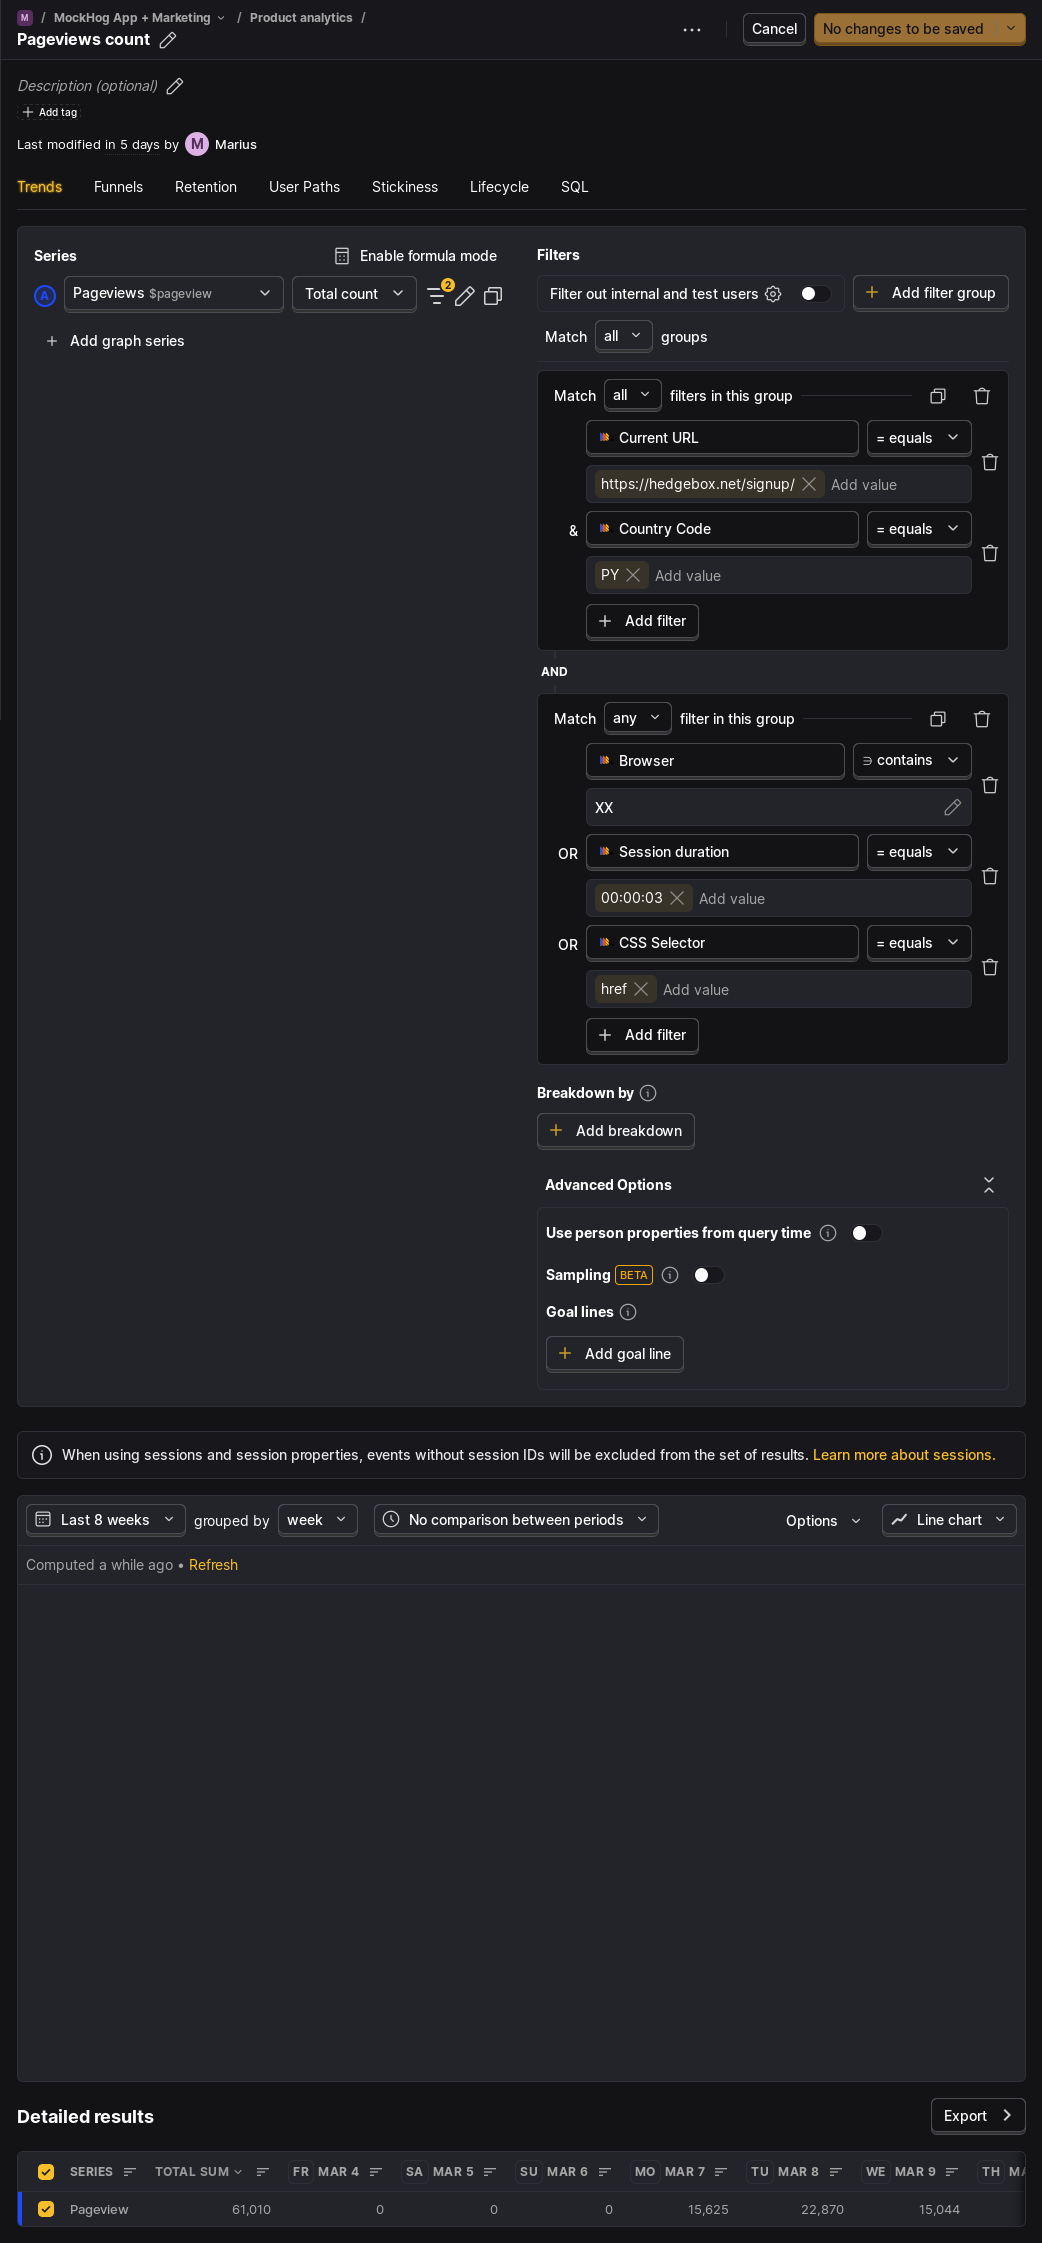 M / MockHog App + Marketing / Product analytics /
Pageviews count
Cancel
No changes to be saved
Description (optional)
Add tag
Last modified in 5 days by M Marius
Trends Funnels Retention User Paths Stickiness Lifecycle SQL
Series
Enable formula mode
A Pageviews $pageview Total count 2
Add graph series
Filters
Filter out internal and test users
Add filter group
Match all groups
Match all filters in this group
Current URL = equals
https://hedgebox.net/signup/ Add value
& Country Code = equals
PY Add value
Add filter
AND
Match any filter in this group
Browser ∋ contains
XX
OR Session duration = equals
00:00:03 Add value
OR CSS Selector = equals
href Add value
Add filter
Breakdown by
Add breakdown
Advanced Options
Use person properties from query time
Sampling BETA
Goal lines
Add goal line
When using sessions and session properties, events without session IDs will be excluded from the set of results. Learn more about sessions.
Last 8 weeks grouped by week No comparison between periods Options Line chart
Computed a while ago • Refresh
Detailed results
Export
SERIES TOTAL SUM FR MAR 4 SA MAR 5 SU MAR 6 MO MAR 7 TU MAR 8 WE MAR 9 TH
Pageview 61,010 0 0 0 15,625 22,870 15,044